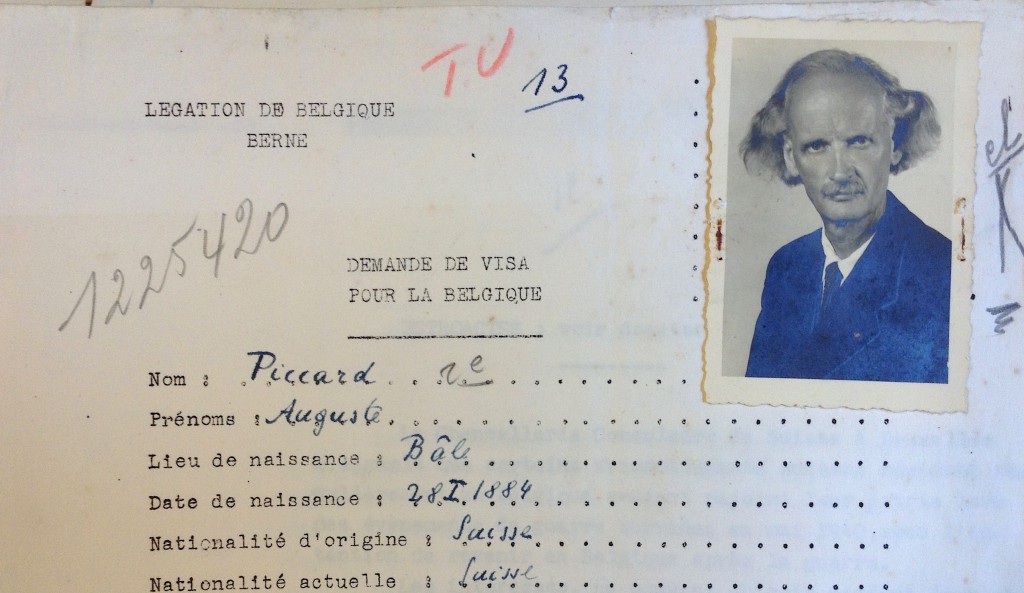 T.U 13
LEGATION DE BELGIQUE
BERNE
1225420
DEMANDE DE VISA
POUR LA BELGIQUE
Nom : Piccard
Prénoms : Auguste
Lieu de naissance : Bâle
Date de naissance : 28 I. 1884
Nationalité d'origine : Suisse
Nationalité actuelle : Suisse